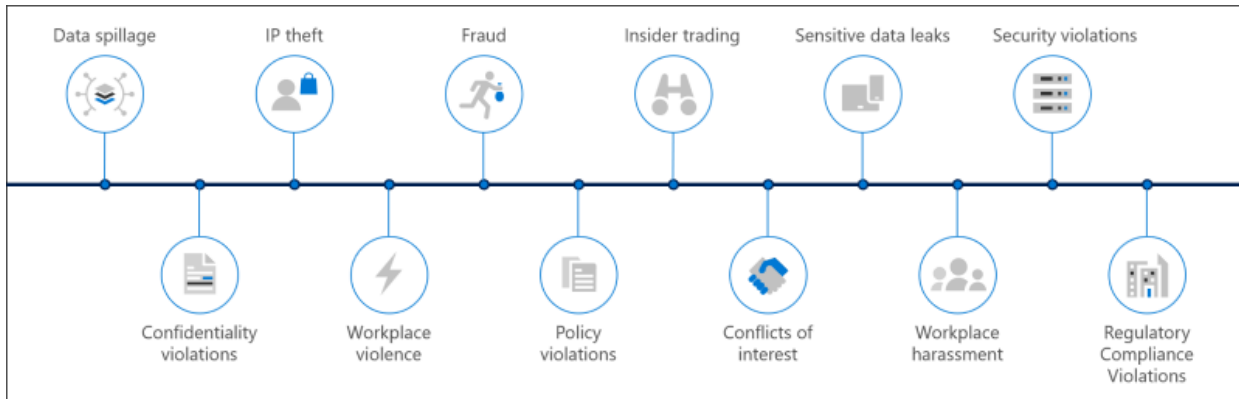 Data spillage
IP theft
Fraud
Insider trading
Sensitive data leaks
Security violations
Confidentiality
violations
Workplace
violence
Policy
violations
Conflicts of
interest
Workplace
harassment
Regulatory
Compliance
Violations